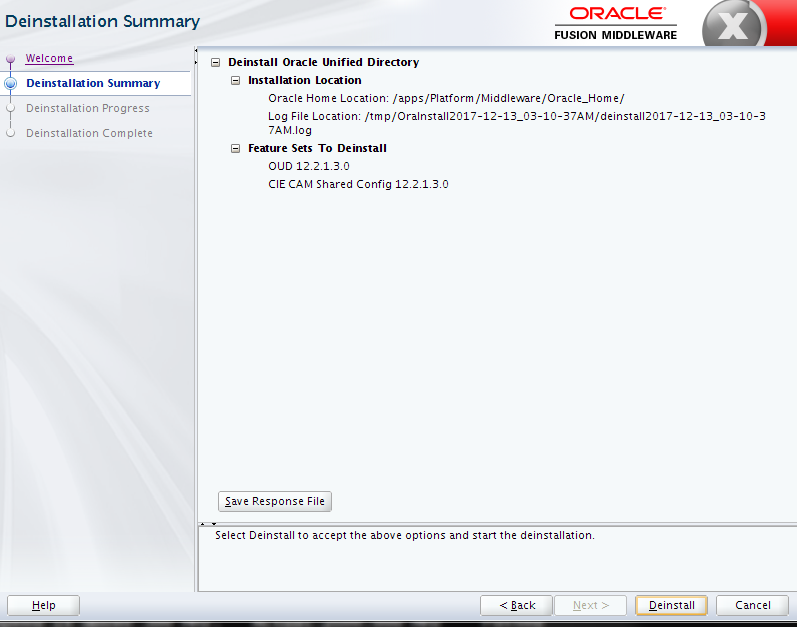 Deinstallation Summary
ORACLE
FUSION MIDDLEWARE
X
Welcome
Deinstallation Summary
Deinstallation Progress
Deinstallation Complete
Deinstall Oracle Unified Directory
Installation Location
Oracle Home Location: /apps/Platform/Middleware/Oracle_Home/
Log File Location: /tmp/OraInstall2017-12-13_03-10-37AM/deinstall2017-12-13_03-10-3
7AM.log
Feature Sets To Deinstall
OUD 12.2.1.3.0
CIE CAM Shared Config 12.2.1.3.0
Save Response File
Select Deinstall to accept the above options and start the deinstallation.
Help
< Back
Next >
Deinstall
Cancel